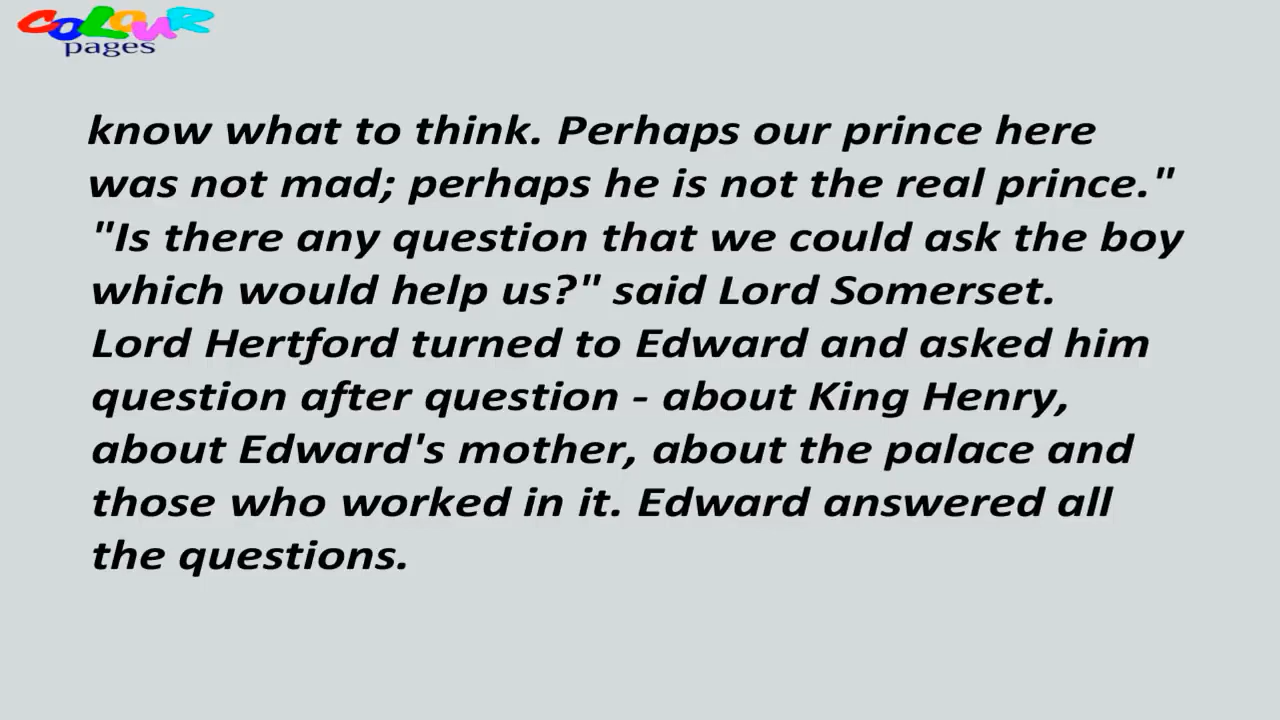 COLOUR
pages
know what to think. Perhaps our prince here
was not mad; perhaps he is not the real prince."
"Is there any question that we could ask the boy
which would help us?" said Lord Somerset.
Lord Hertford turned to Edward and asked him
question after question - about King Henry,
about Edward's mother, about the palace and
those who worked in it. Edward answered all
the questions.